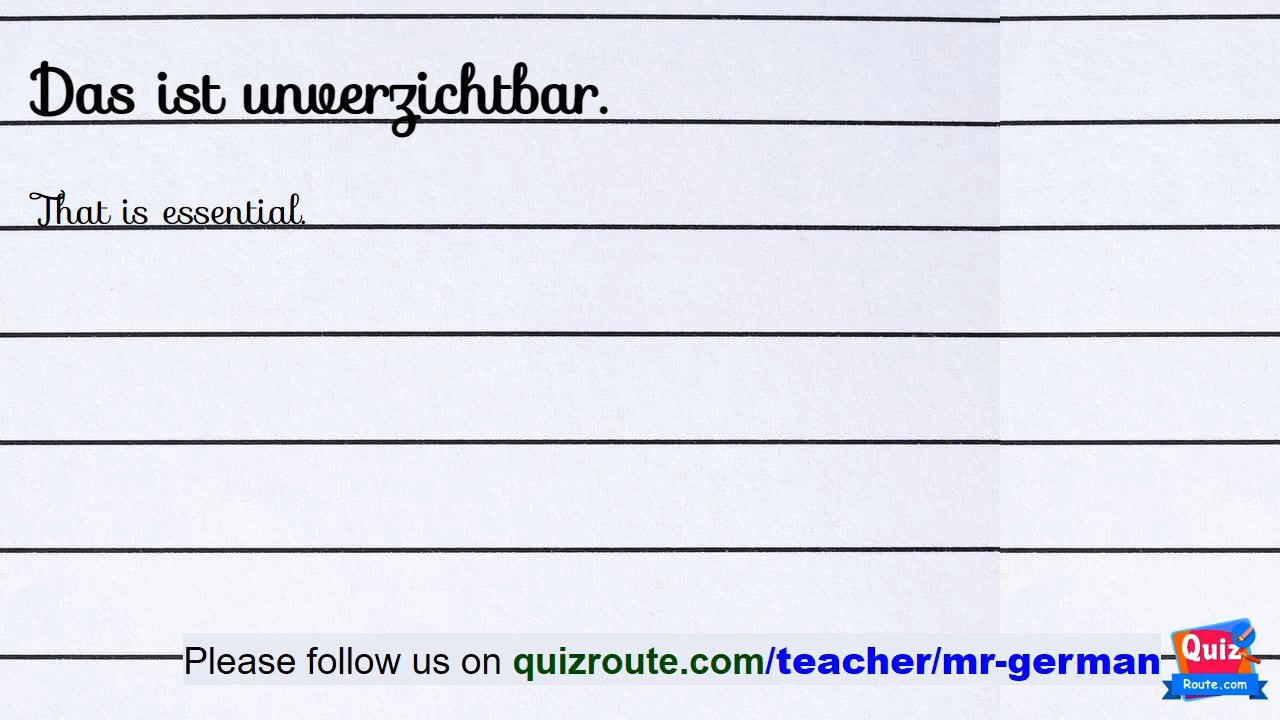 Das ist unverzichtbar.
That is essential.
Please follow us on quizroute.com/teacher/mr-german
Quiz
Route.com